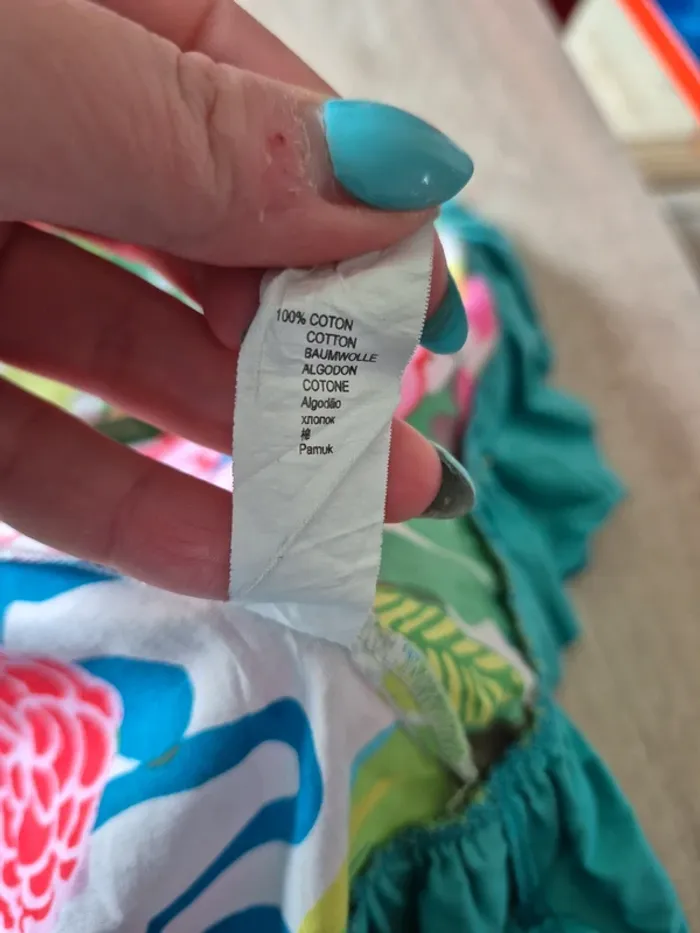 100% COTON
COTTON
BAUMWOLLE
ALGODON
COTONE
Algodão
хлопок
棉
Pamuk